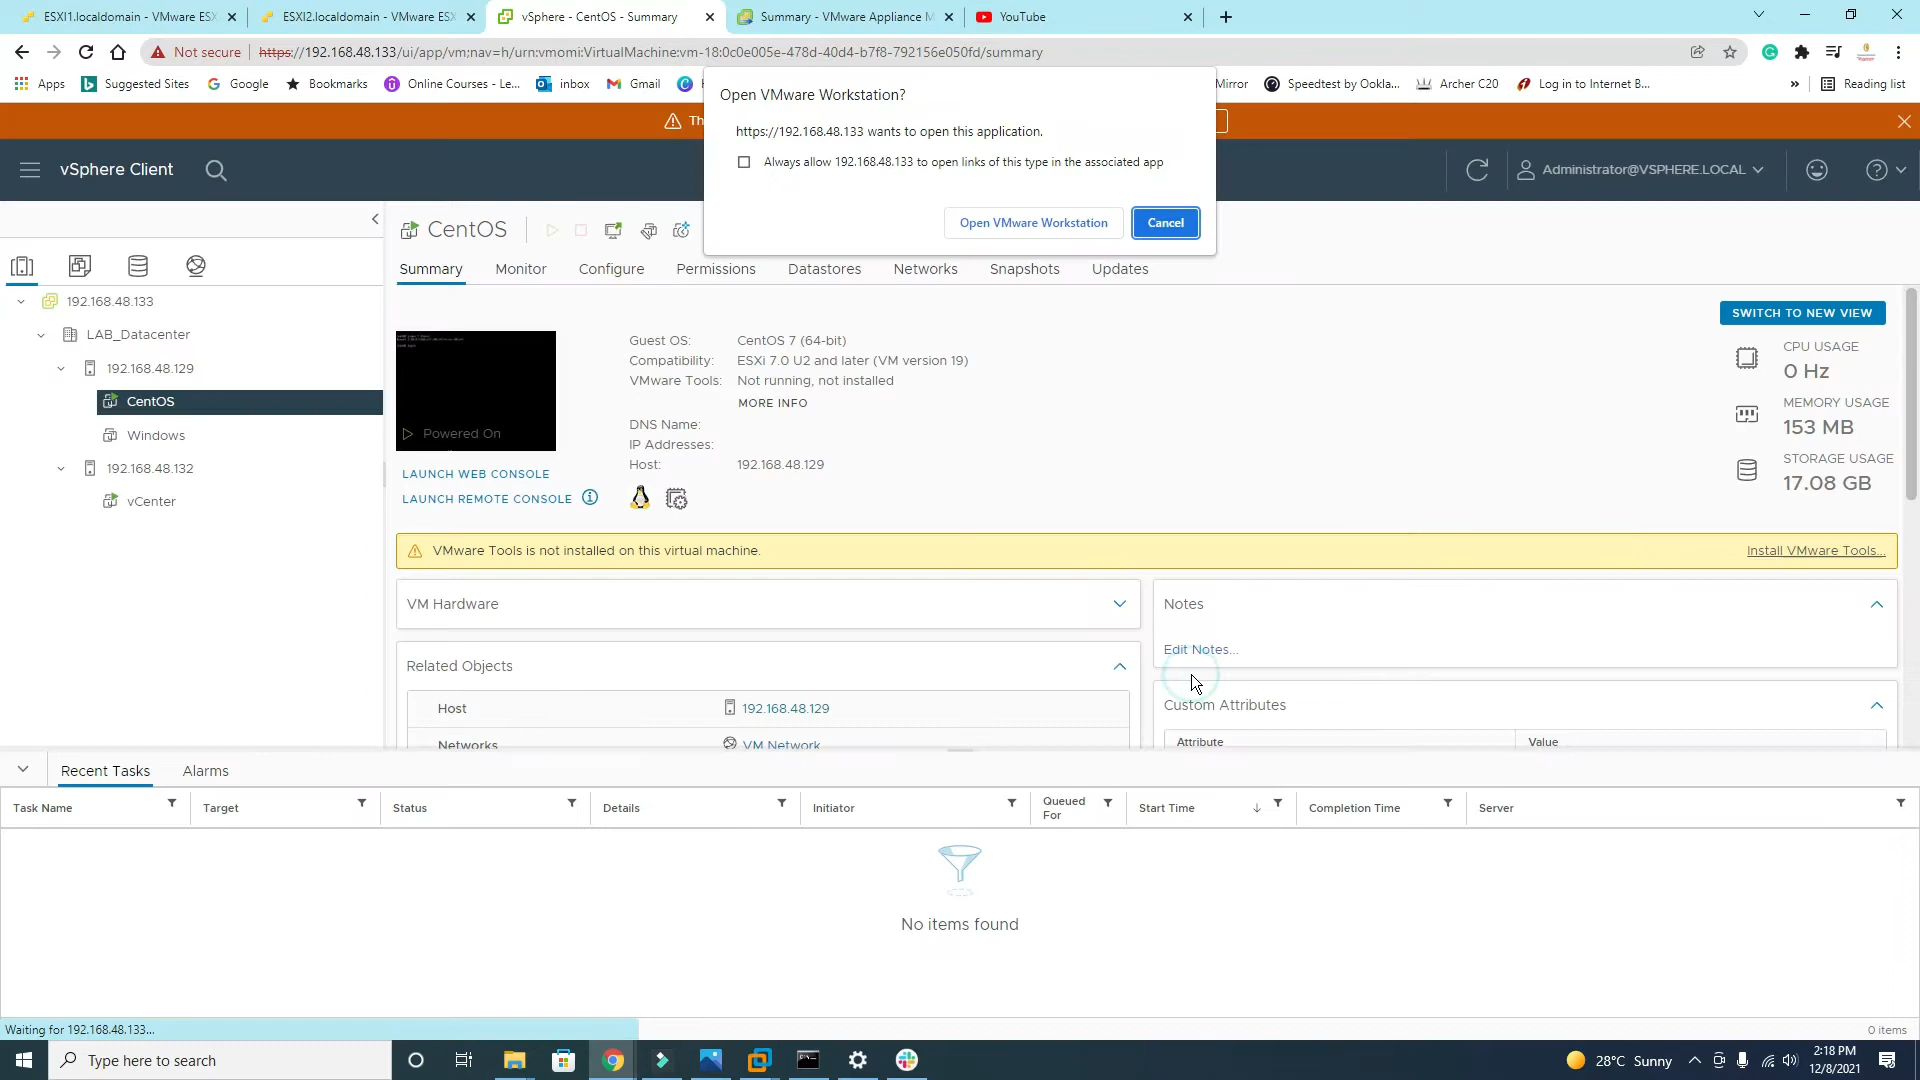 ESXI1.localdomain - VMware ESX
ESXI2.localdomain - VMware ESX
vSphere - CentOS - Summary
Summary - VMware Appliance M
YouTube
Not secure
https://192.168.48.133/ui/app/vm;nav=h/urn:vmomi:VirtualMachine:vm-18:0c0e005e-478d-40d4-b7f8-792156e050fd/summary
Apps
Suggested Sites
Google
Bookmarks
Online Courses - Le...
inbox
Gmail
Mirror
Speedtest by Ookla...
Archer C20
Log in to Internet B...
»
Reading list
Open VMware Workstation?
https://192.168.48.133 wants to open this application.
Always allow 192.168.48.133 to open links of this type in the associated app
Open VMware Workstation
Cancel
vSphere Client
Administrator@VSPHERE.LOCAL
CentOS
Summary
Monitor
Configure
Permissions
Datastores
Networks
Snapshots
Updates
192.168.48.133
LAB_Datacenter
192.168.48.129
CentOS
Windows
192.168.48.132
vCenter
SWITCH TO NEW VIEW
Powered On
LAUNCH WEB CONSOLE
LAUNCH REMOTE CONSOLE
Guest OS: CentOS 7 (64-bit)
Compatibility: ESXi 7.0 U2 and later (VM version 19)
VMware Tools: Not running, not installed
MORE INFO
DNS Name:
IP Addresses:
Host: 192.168.48.129
CPU USAGE
0 Hz
MEMORY USAGE
153 MB
STORAGE USAGE
17.08 GB
VMware Tools is not installed on this virtual machine.
Install VMware Tools...
VM Hardware
Related Objects
Host 192.168.48.129
Networks VM Network
Notes
Edit Notes...
Custom Attributes
Attribute Value
Recent Tasks
Alarms
Task Name
Target
Status
Details
Initiator
Queued
For
Start Time
Completion Time
Server
No items found
Waiting for 192.168.48.133...
0 items
Type here to search
28°C Sunny
2:18 PM
12/8/2021